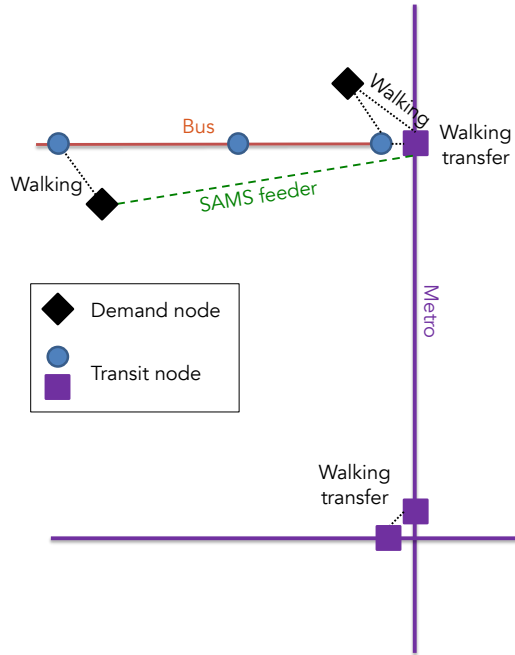 Walking
Bus
Walking
transfer
Walking
SAMS feeder
Metro
Demand node
Transit node
Walking
transfer